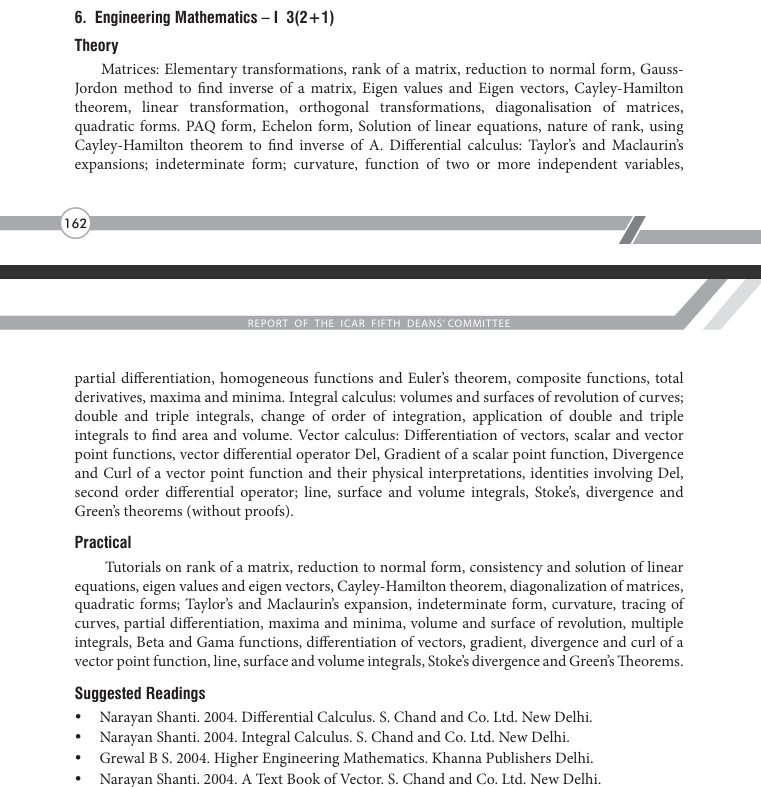 6. Engineering Mathematics – I 3(2+1)
Theory
Matrices: Elementary transformations, rank of a matrix, reduction to normal form, Gauss-
Jordon method to find inverse of a matrix, Eigen values and Eigen vectors, Cayley-Hamilton
theorem, linear transformation, orthogonal transformations, diagonalisation of matrices,
quadratic forms. PAQ form, Echelon form, Solution of linear equations, nature of rank, using
Cayley-Hamilton theorem to find inverse of A. Differential calculus: Taylor's and Maclaurin's
expansions; indeterminate form; curvature, function of two or more independent variables,
162
REPORT OF THE ICAR FIFTH DEANS' COMMITTEE
partial differentiation, homogeneous functions and Euler's theorem, composite functions, total
derivatives, maxima and minima. Integral calculus: volumes and surfaces of revolution of curves;
double and triple integrals, change of order of integration, application of double and triple
integrals to find area and volume. Vector calculus: Differentiation of vectors, scalar and vector
point functions, vector differential operator Del, Gradient of a scalar point function, Divergence
and Curl of a vector point function and their physical interpretations, identities involving Del,
second order differential operator; line, surface and volume integrals, Stoke's, divergence and
Green's theorems (without proofs).
Practical
Tutorials on rank of a matrix, reduction to normal form, consistency and solution of linear
equations, eigen values and eigen vectors, Cayley-Hamilton theorem, diagonalization of matrices,
quadratic forms; Taylor's and Maclaurin's expansion, indeterminate form, curvature, tracing of
curves, partial differentiation, maxima and minima, volume and surface of revolution, multiple
integrals, Beta and Gama functions, differentiation of vectors, gradient, divergence and curl of a
vector point function, line, surface and volume integrals, Stoke's divergence and Green's Theorems.
Suggested Readings
• Narayan Shanti. 2004. Differential Calculus. S. Chand and Co. Ltd. New Delhi.
• Narayan Shanti. 2004. Integral Calculus. S. Chand and Co. Ltd. New Delhi.
• Grewal B S. 2004. Higher Engineering Mathematics. Khanna Publishers Delhi.
• Narayan Shanti. 2004. A Text Book of Vector. S. Chand and Co. Ltd. New Delhi.